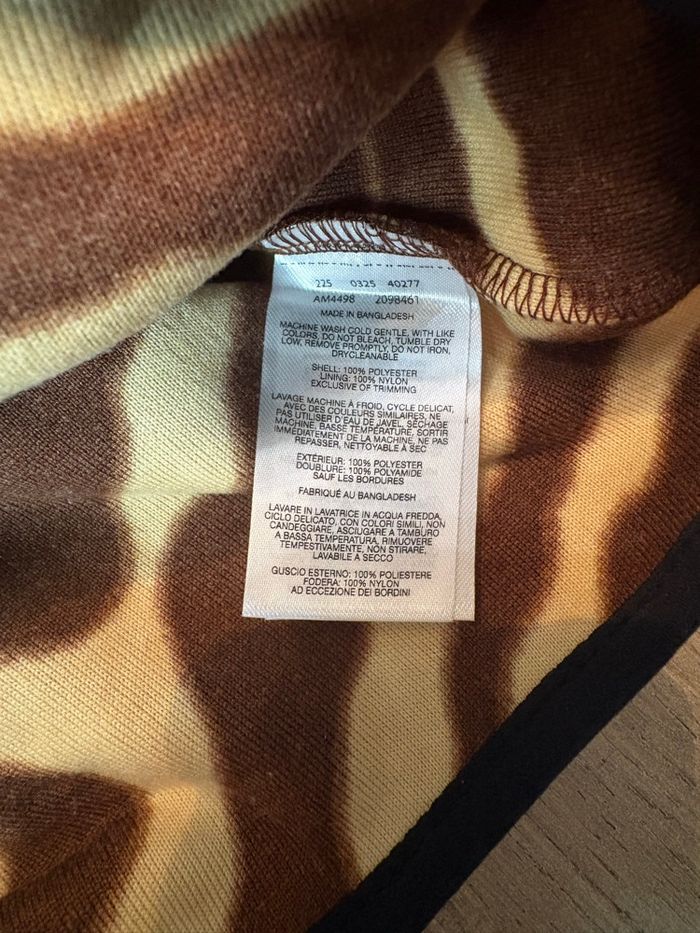 225 0325 40277
AM4498 2098461
MADE IN BANGLADESH
MACHINE WASH COLD GENTLE, WITH LIKE
COLORS, DO NOT BLEACH, TUMBLE DRY
LOW, REMOVE PROMPTLY, DO NOT IRON,
DRYCLEANABLE
SHELL: 100% POLYESTER
LINING: 100% NYLON
EXCLUSIVE OF TRIMMING
LAVAGE MACHINE À FROID, CYCLE DELICAT,
AVEC DES COULEURS SIMILAIRES, NE
PAS UTILISER D'EAU DE JAVEL, SÉCHAGE
MACHINE, BASSE TEMPÉRATURE, SORTIR
IMMÉDIATEMENT DE LA MACHINE, NE PAS
REPASSER, NETTOYABLE À SEC
EXTÉRIEUR: 100% POLYESTER
DOUBLURE: 100% POLYAMIDE
SAUF LES BORDURES
FABRIQUÉ AU BANGLADESH
LAVARE IN LAVATRICE IN ACQUA FREDDA,
CICLO DELICATO, CON COLORI SIMILI, NON
CANDEGGIARE, ASCIUGARE A TAMBURO
A BASSA TEMPERATURA, RIMUOVERE
TEMPESTIVAMENTE, NON STIRARE,
LAVABILE A SECCO
GUSCIO ESTERNO: 100% POLIESTERE
FODERA: 100% NYLON
AD ECCEZIONE DEI BORDINI